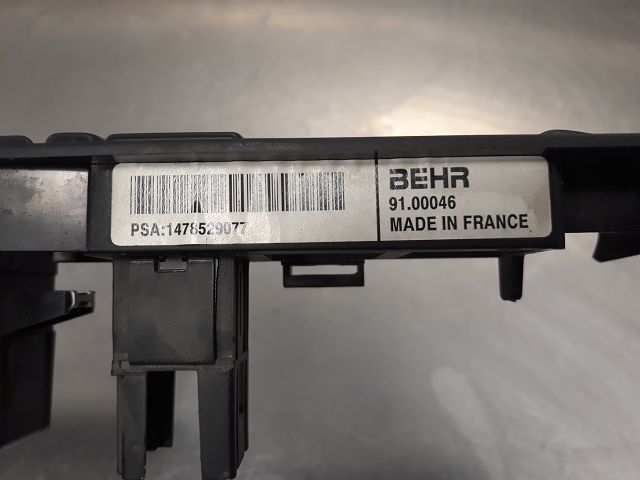 PSA:1478529077
BEHR
91.00046
MADE IN FRANCE